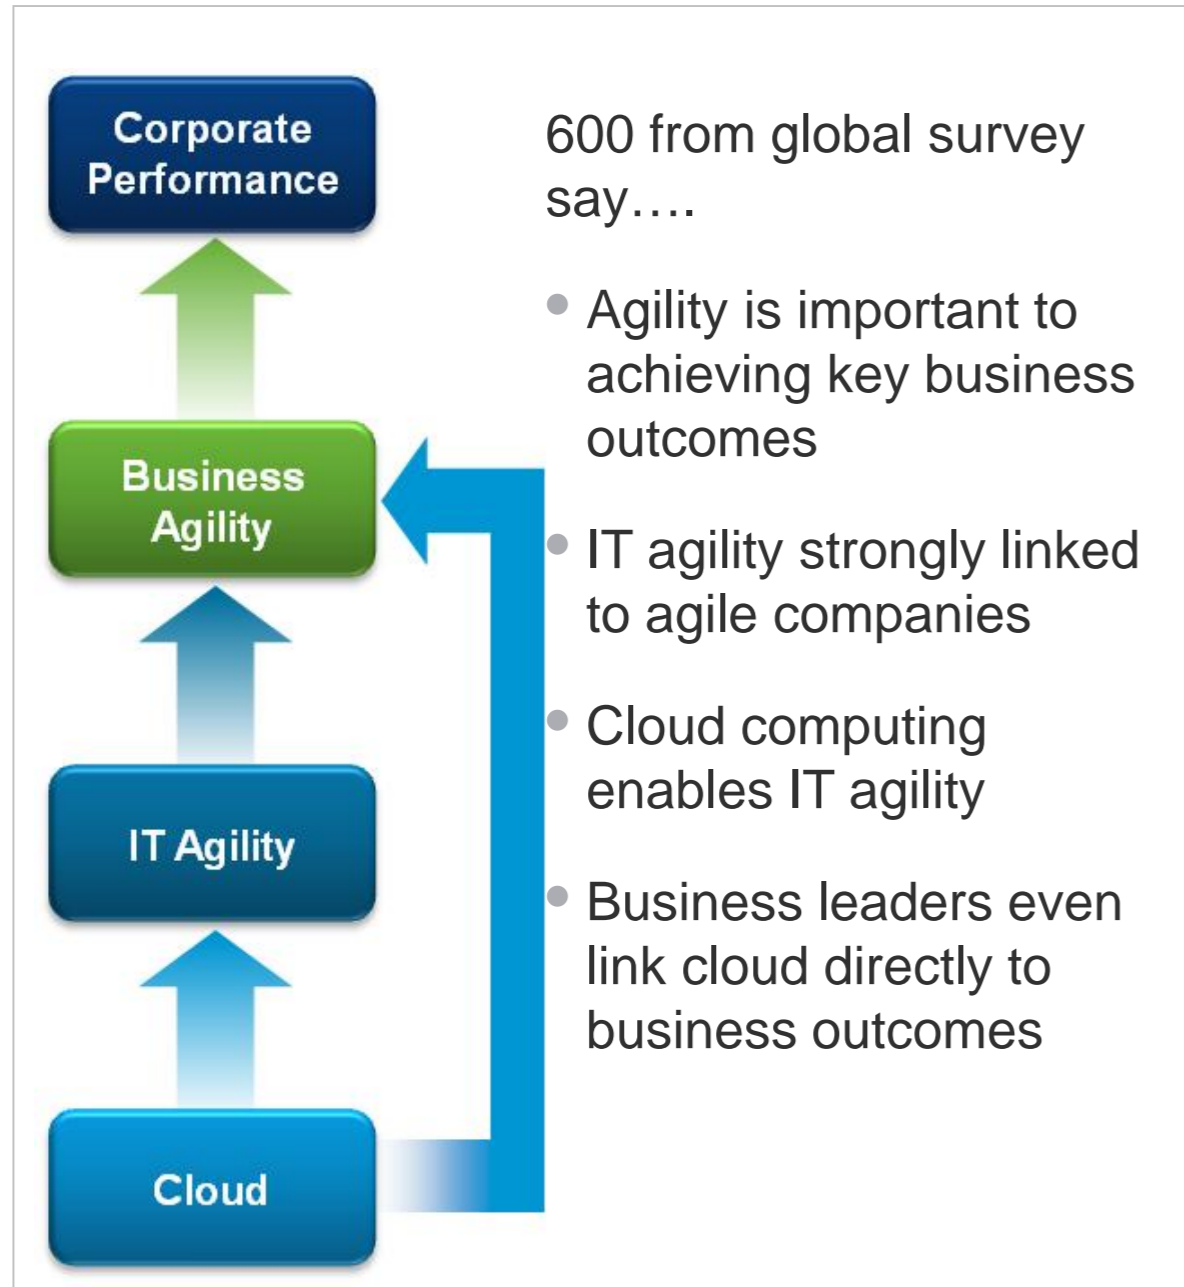 Corporate
Performance
Business
Agility
IT Agility
Cloud
600 from global survey
say….
• Agility is important to
achieving key business
outcomes
• IT agility strongly linked
to agile companies
• Cloud computing
enables IT agility
• Business leaders even
link cloud directly to
business outcomes